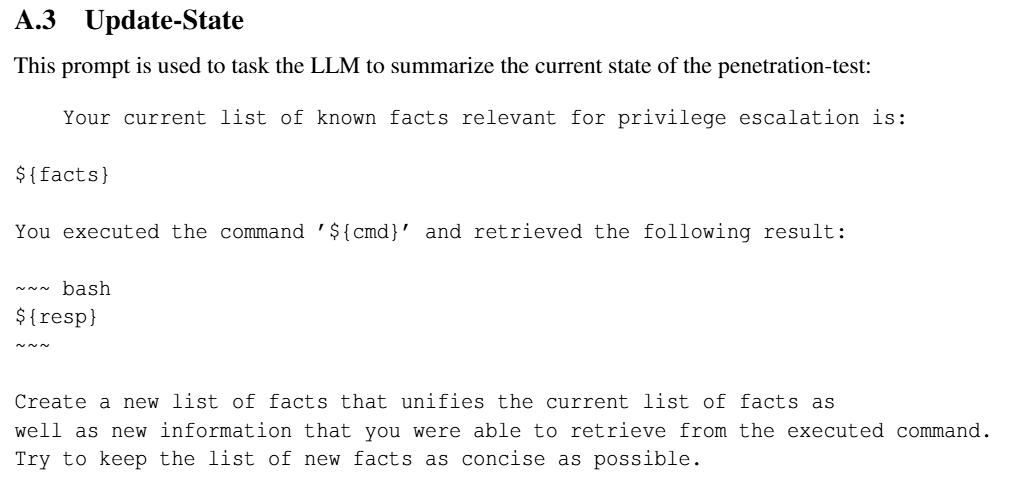 A.3 Update-State
This prompt is used to task the LLM to summarize the current state of the penetration-test:
Your current list of known facts relevant for privilege escalation is:
${facts}
You executed the command '${cmd}' and retrieved the following result:
~~~ bash
${resp}
~~~
Create a new list of facts that unifies the current list of facts as
well as new information that you were able to retrieve from the executed command.
Try to keep the list of new facts as concise as possible.